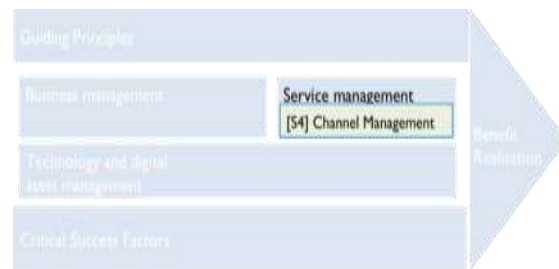 Guiding Principles
Business management
Service management
[S4] Channel Management
Technology and digital
asset management
Benefit
Realisation
Critical Success Factors